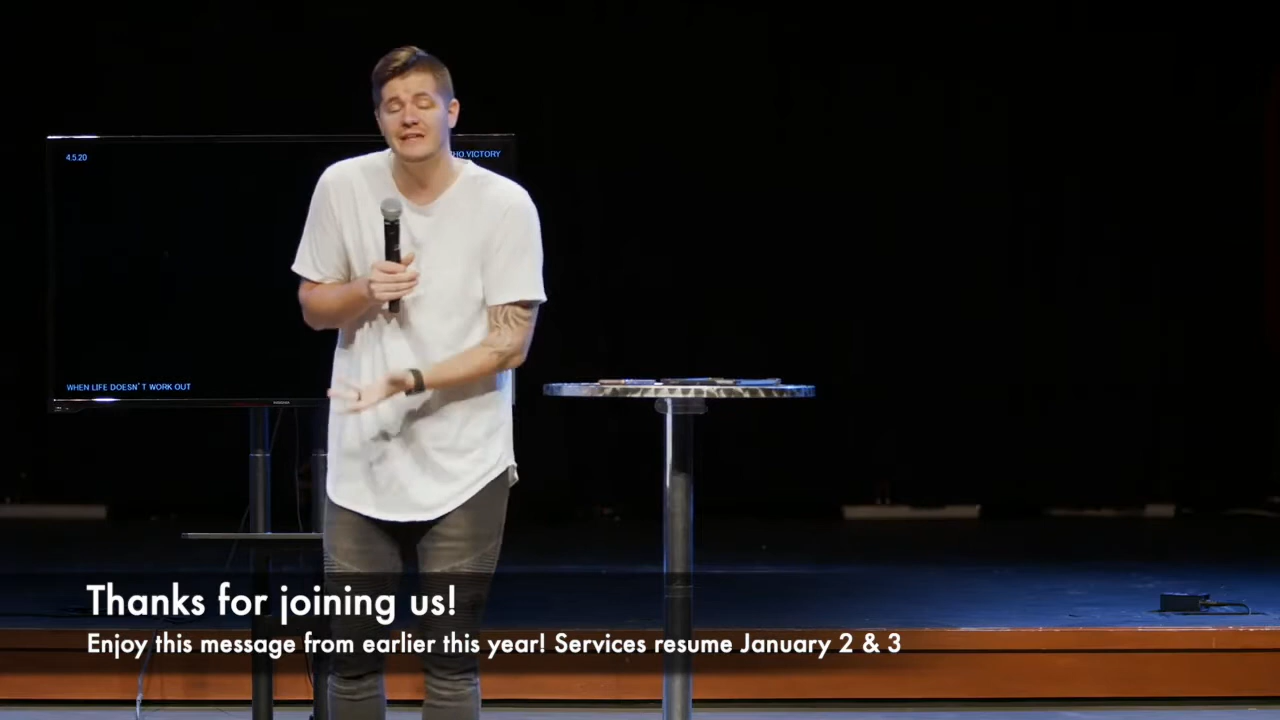 4.5.20
HO VICTORY
WHEN LIFE DOESN'T WORK OUT
Thanks for joining us!
Enjoy this message from earlier this year! Services resume January 2 & 3